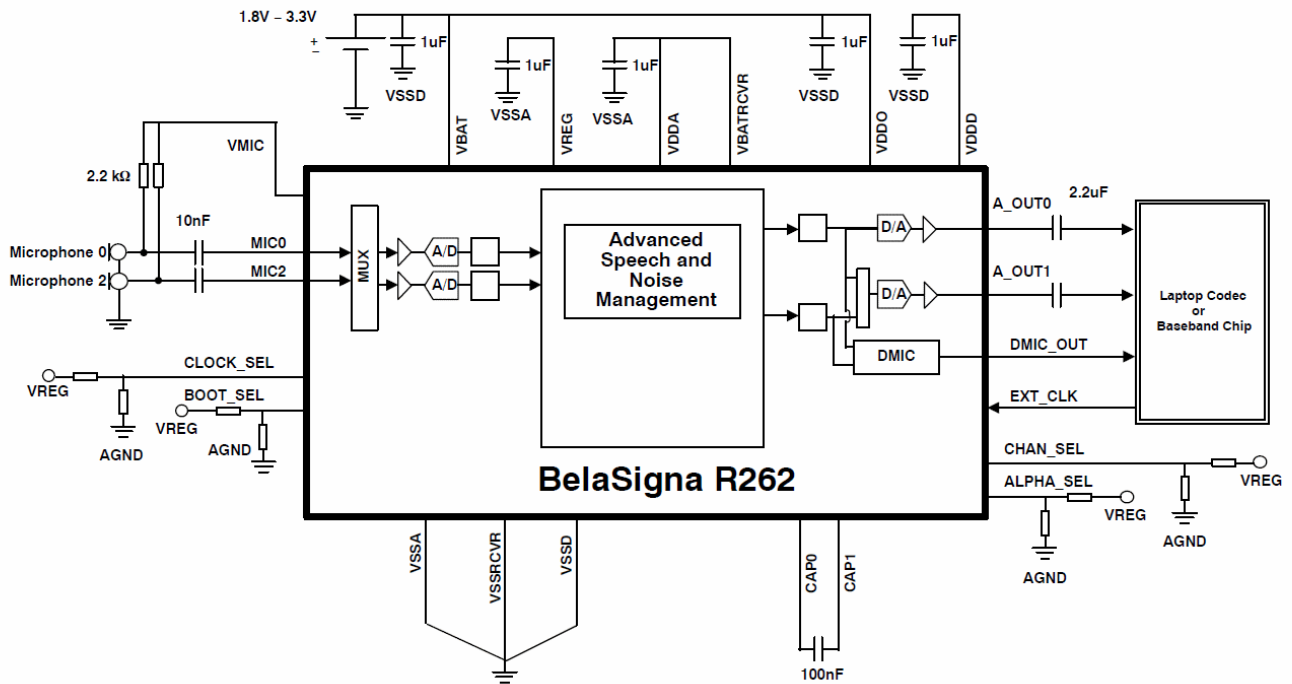 1.8V – 3.3V
+
–
1uF
VSSD
1uF
VSSA
1uF
VSSA
1uF
VSSD
1uF
VSSD
VBAT
VREG
VDDA
VBATRCVR
VDDO
VDDD
VMIC
2.2 kΩ
10nF
Microphone 0
MIC0
Microphone 2
MIC2
MUX
A/D
A/D
Advanced
Speech and
Noise
Management
D/A
D/A
DMIC
A_OUT0
2.2uF
A_OUT1
DMIC_OUT
EXT_CLK
Laptop Codec
or
Baseband Chip
CLOCK_SEL
VREG
BOOT_SEL
VREG
AGND
AGND
CHAN_SEL
VREG
ALPHA_SEL
VREG
AGND
AGND
BelaSigna R262
VSSA
VSSRCVR
VSSD
CAP0
CAP1
100nF